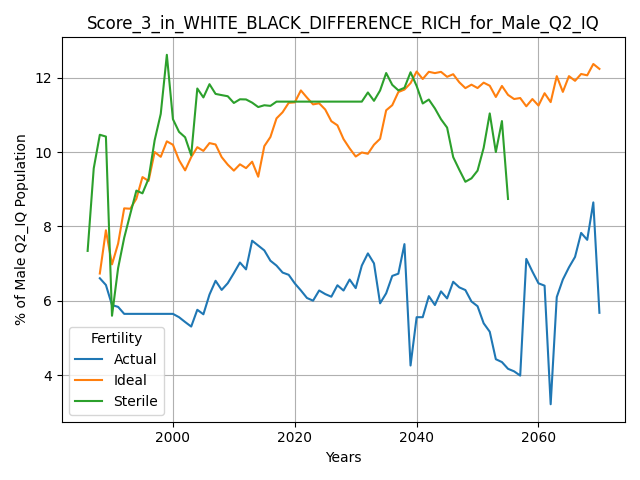 Score_3_in_WHITE_BLACK_DIFFERENCE_RICH_for_Male_Q2_IQ
% of Male Q2_IQ Population
12
10
8
6
4
Fertility
Actual
Ideal
Sterile
2000 2020 2040 2060
Years